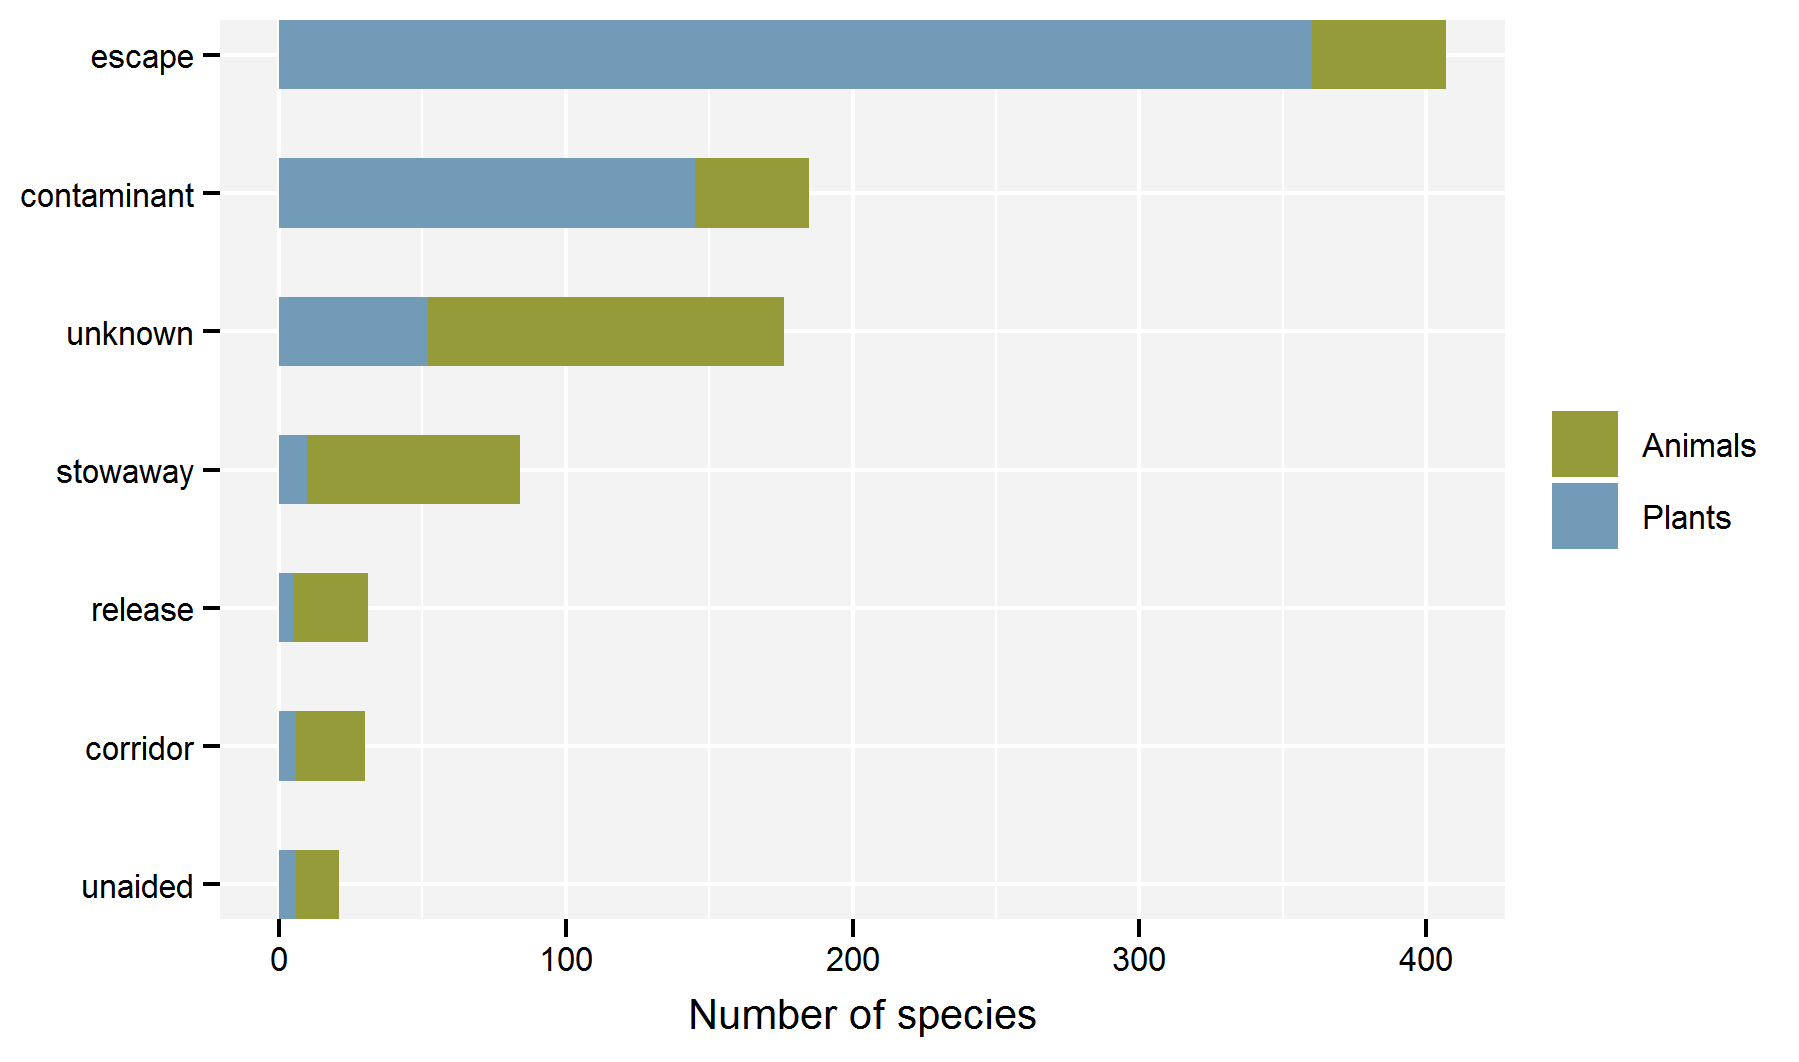 escape
contaminant
unknown
stowaway
release
corridor
unaided
0 100 200 300 400
Number of species
Animals
Plants